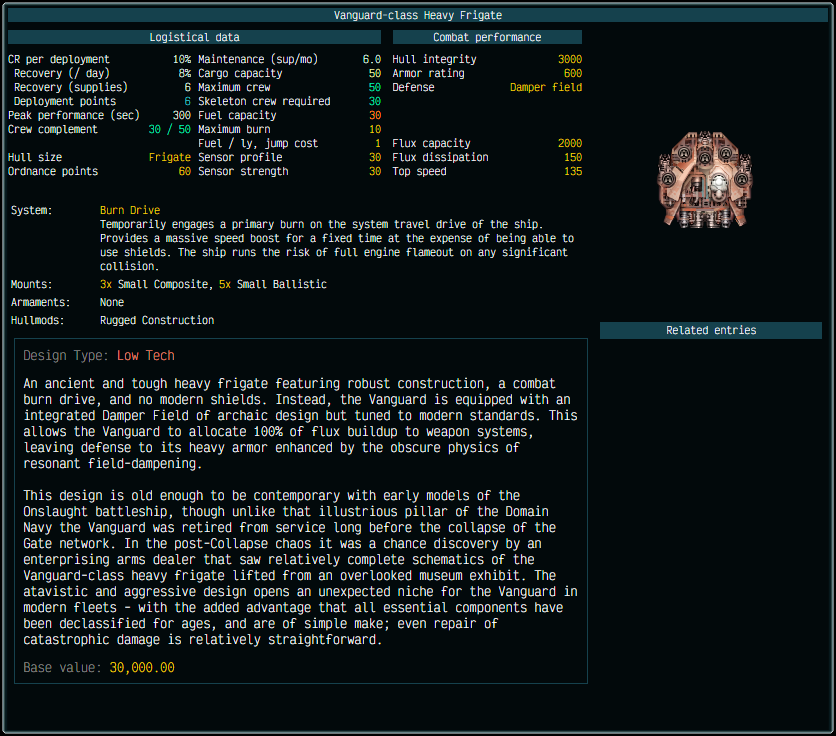 Vanguard-class Heavy Frigate
Logistical data
Combat performance
CR per deployment 10% Maintenance (sup/mo) 6.0 Hull integrity 3000
Recovery (/ day) 8% Cargo capacity 50 Armor rating 600
Recovery (supplies) 6 Maximum crew 50 Defense Damper field
Deployment points 6 Skeleton crew required 30
Peak performance (sec) 300 Fuel capacity 30
Crew complement 30 / 50 Maximum burn 10
Fuel / ly, jump cost 1 Flux capacity 2000
Hull size Frigate Sensor profile 30 Flux dissipation 150
Ordnance points 60 Sensor strength 30 Top speed 135
System: Burn Drive
Temporarily engages a primary burn on the system travel drive of the ship.
Provides a massive speed boost for a fixed time at the expense of being able to
use shields. The ship runs the risk of full engine flameout on any significant
collision.
Mounts: 3x Small Composite, 5x Small Ballistic
Armaments: None
Hullmods: Rugged Construction
Related entries
Design Type: Low Tech
An ancient and tough heavy frigate featuring robust construction, a combat
burn drive, and no modern shields. Instead, the Vanguard is equipped with an
integrated Damper Field of archaic design but tuned to modern standards. This
allows the Vanguard to allocate 100% of flux buildup to weapon systems,
leaving defense to its heavy armor enhanced by the obscure physics of
resonant field-dampening.
This design is old enough to be contemporary with early models of the
Onslaught battleship, though unlike that illustrious pillar of the Domain
Navy the Vanguard was retired from service long before the collapse of the
Gate network. In the post-Collapse chaos it was a chance discovery by an
enterprising arms dealer that saw relatively complete schematics of the
Vanguard-class heavy frigate lifted from an overlooked museum exhibit. The
atavistic and aggressive design opens an unexpected niche for the Vanguard in
modern fleets - with the added advantage that all essential components have
been declassified for ages, and are of simple make; even repair of
catastrophic damage is relatively straightforward.
Base value: 30,000.00